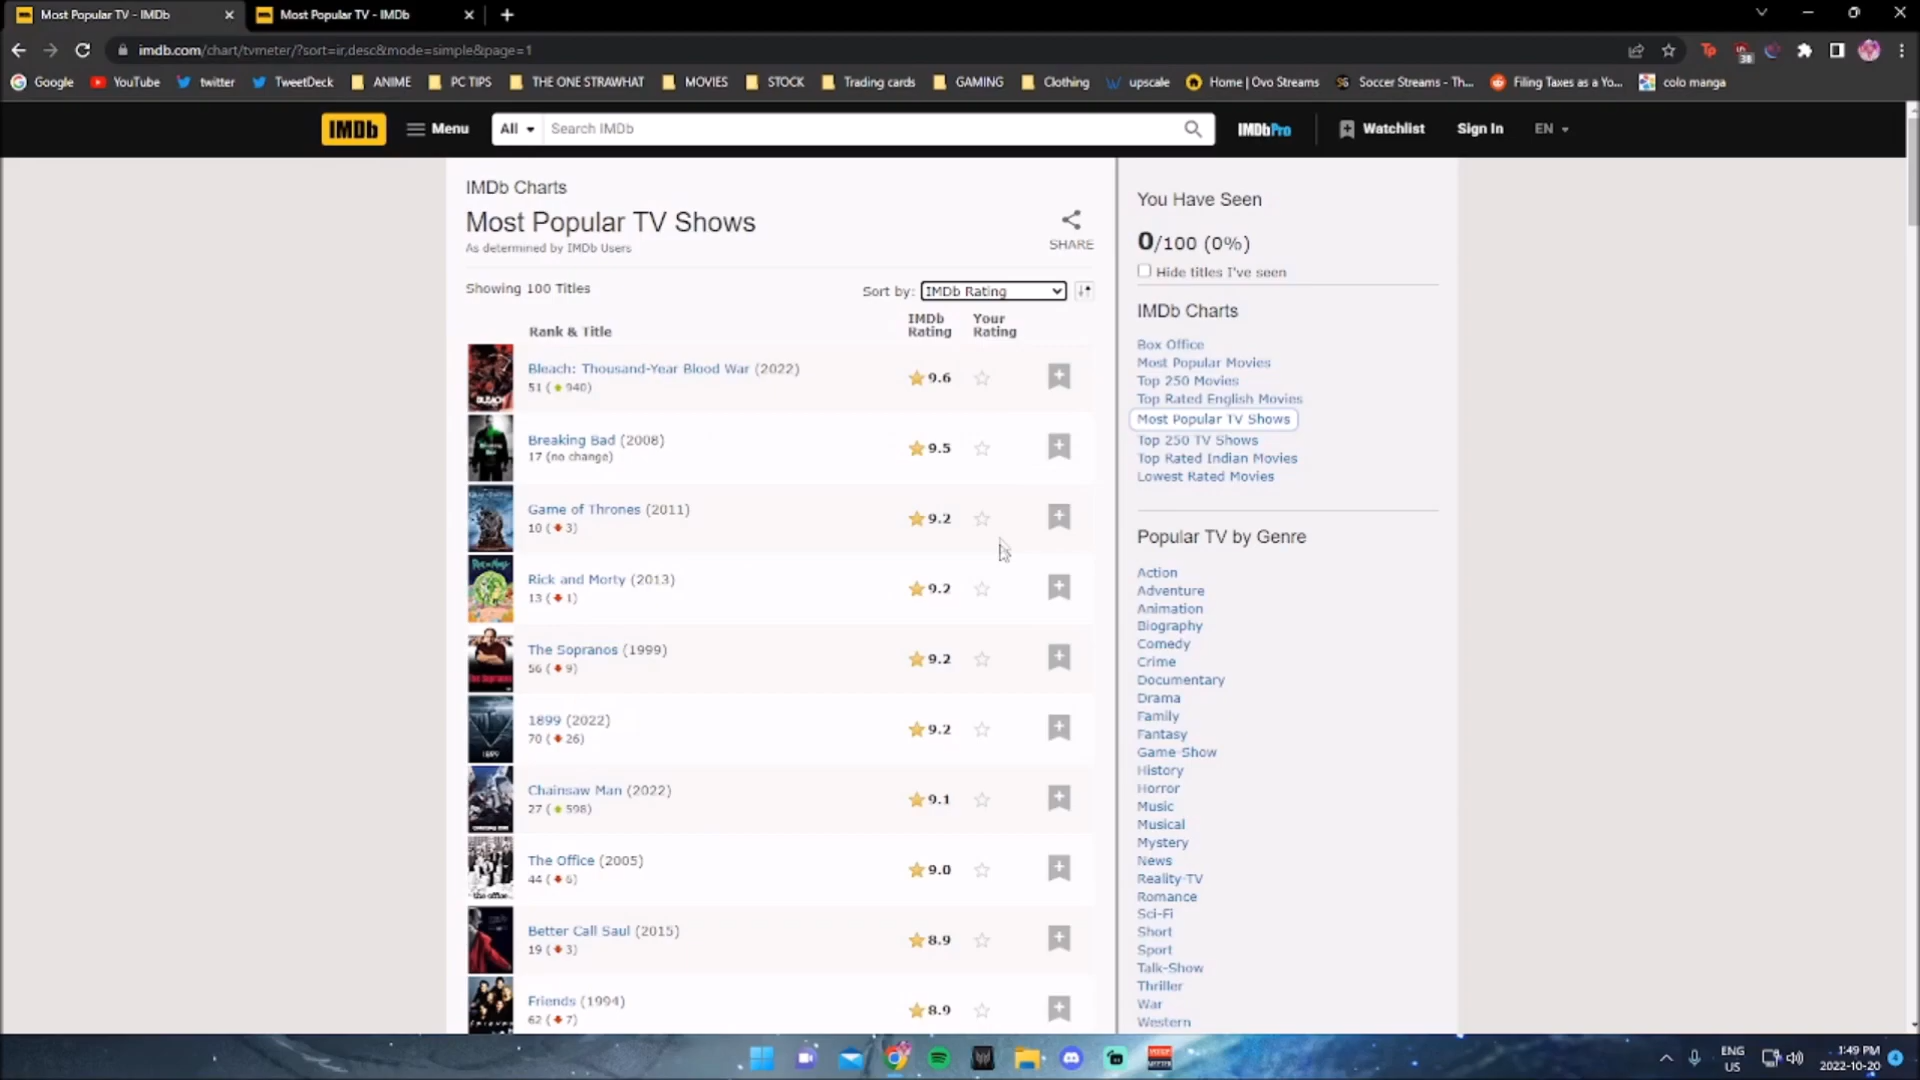 Most Popular TV - IMDb
Most Popular TV - IMDb
imdb.com/chart/tvmeter/?sort=ir,desc&mode=simple&page=1
Google YouTube twitter TweetDeck ANIME PC TIPS THE ONE STRAWHAT MOVIES STOCK Trading cards GAMING Clothing upscale Home | Ovo Streams Soccer Streams - Th... Filing Taxes as a Yo... colo manga
IMDb Menu All Search IMDb IMDbPro Watchlist Sign In EN
IMDb Charts
Most Popular TV Shows
As determined by IMDb Users
SHARE
Showing 100 Titles
Sort by: IMDb Rating
Rank & Title
IMDb Rating
Your Rating
Bleach: Thousand-Year Blood War (2022)
51 (940)
9.6
Breaking Bad (2008)
17 (no change)
9.5
Game of Thrones (2011)
10 (3)
9.2
Rick and Morty (2013)
13 (1)
9.2
The Sopranos (1999)
56 (9)
9.2
1899 (2022)
70 (26)
9.2
Chainsaw Man (2022)
27 (598)
9.1
The Office (2005)
44 (6)
9.0
Better Call Saul (2015)
19 (3)
8.9
Friends (1994)
62 (7)
8.9
You Have Seen
0/100 (0%)
Hide titles I've seen
IMDb Charts
Box Office
Most Popular Movies
Top 250 Movies
Top Rated English Movies
Most Popular TV Shows
Top 250 TV Shows
Top Rated Indian Movies
Lowest Rated Movies
Popular TV by Genre
Action
Adventure
Animation
Biography
Comedy
Crime
Documentary
Drama
Family
Fantasy
Game-Show
History
Horror
Music
Musical
Mystery
News
Reality-TV
Romance
Sci-Fi
Short
Sport
Talk-Show
Thriller
War
Western
ENG
US
1:49 PM
2022-10-20
4